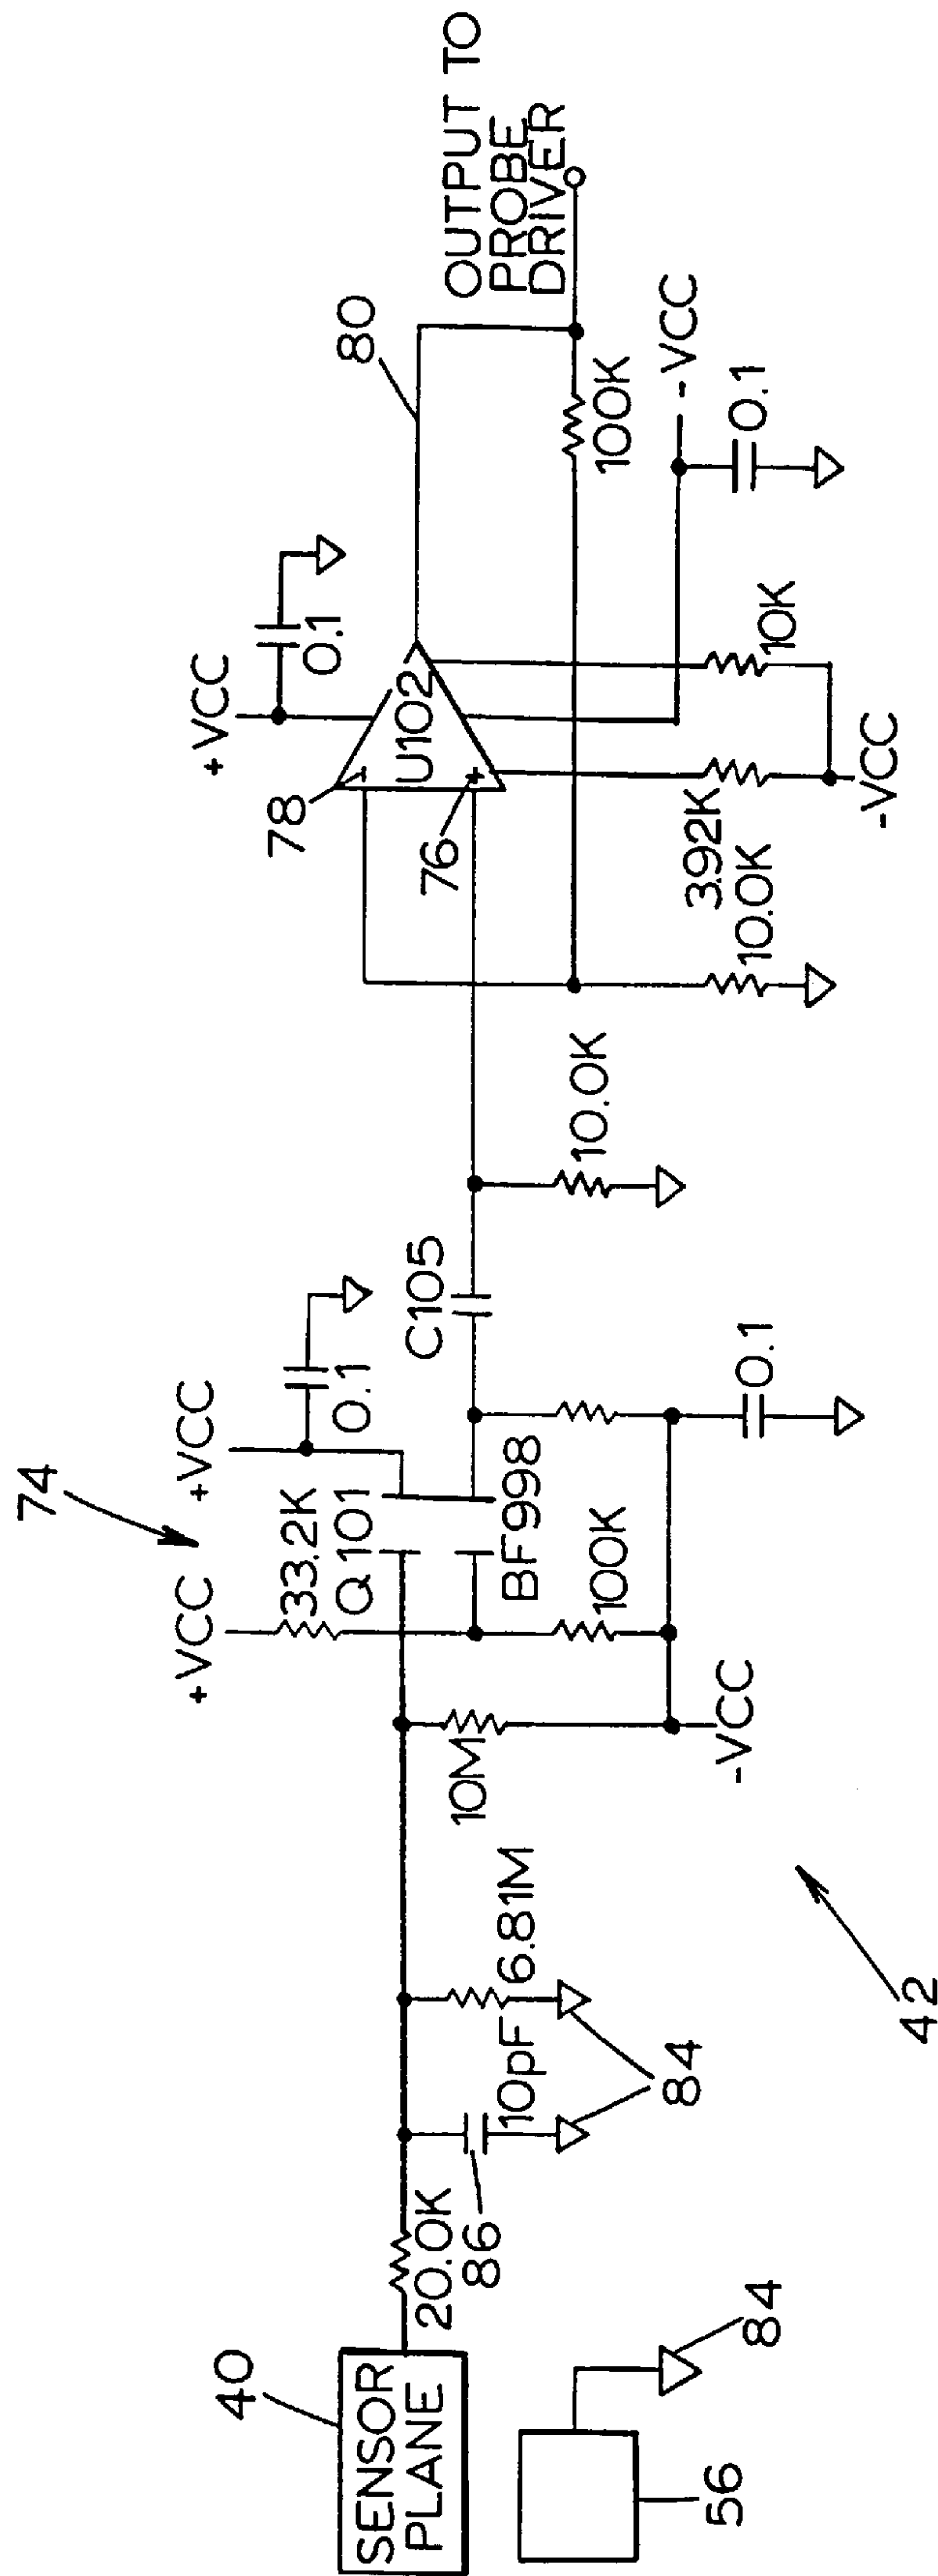 74
+VCC
+VCC
33.2K
Q101
0.1
BF998
C105
100K
0.1
-VCC
10M
6.81M
10pF
84
86
20.0K
40
SENSOR
PLANE
56
84
42
10.0K
+VCC
0.1
78
-
U102
76
+
80
OUTPUT TO
PROBE
DRIVER
100K
-VCC
0.1
10K
3.92K
10.0K
-VCC